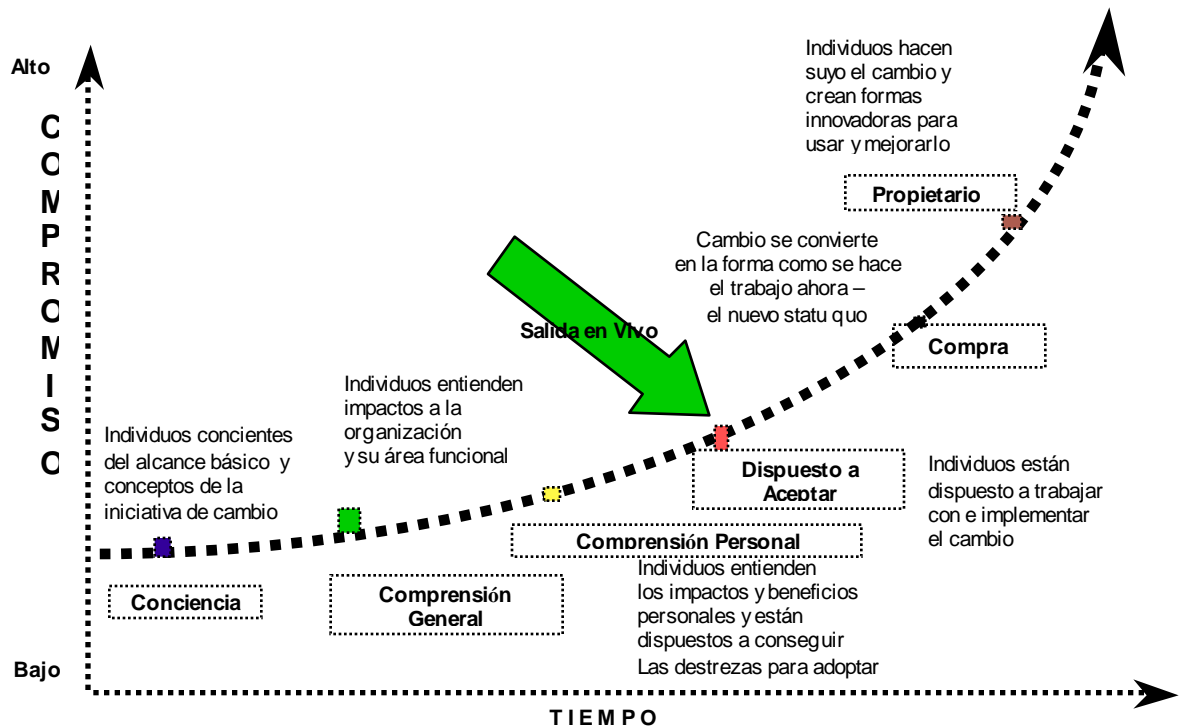 Alto
COMPROMISO
Individuos hacen
suyo el cambio y
crean formas
innovadoras para
usar y mejorarlo
Propietario
Cambio se convierte
en la forma como se hace
el trabajo ahora –
el nuevo statu quo
Compra
Salida en Vivo
Individuos entienden
impactos a la
organización
y su área funcional
Individuos concientes
del alcance básico y
conceptos de la
iniciativa de cambio
Dispuesto a
Aceptar
Individuos están
dispuesto a trabajar
con e implementar
el cambio
Comprensión Personal
Individuos entienden
los impactos y beneficios
personales y están
dispuestos a conseguir
Las destrezas para adoptar
Conciencia
Comprensión
General
Bajo
TIEMPO